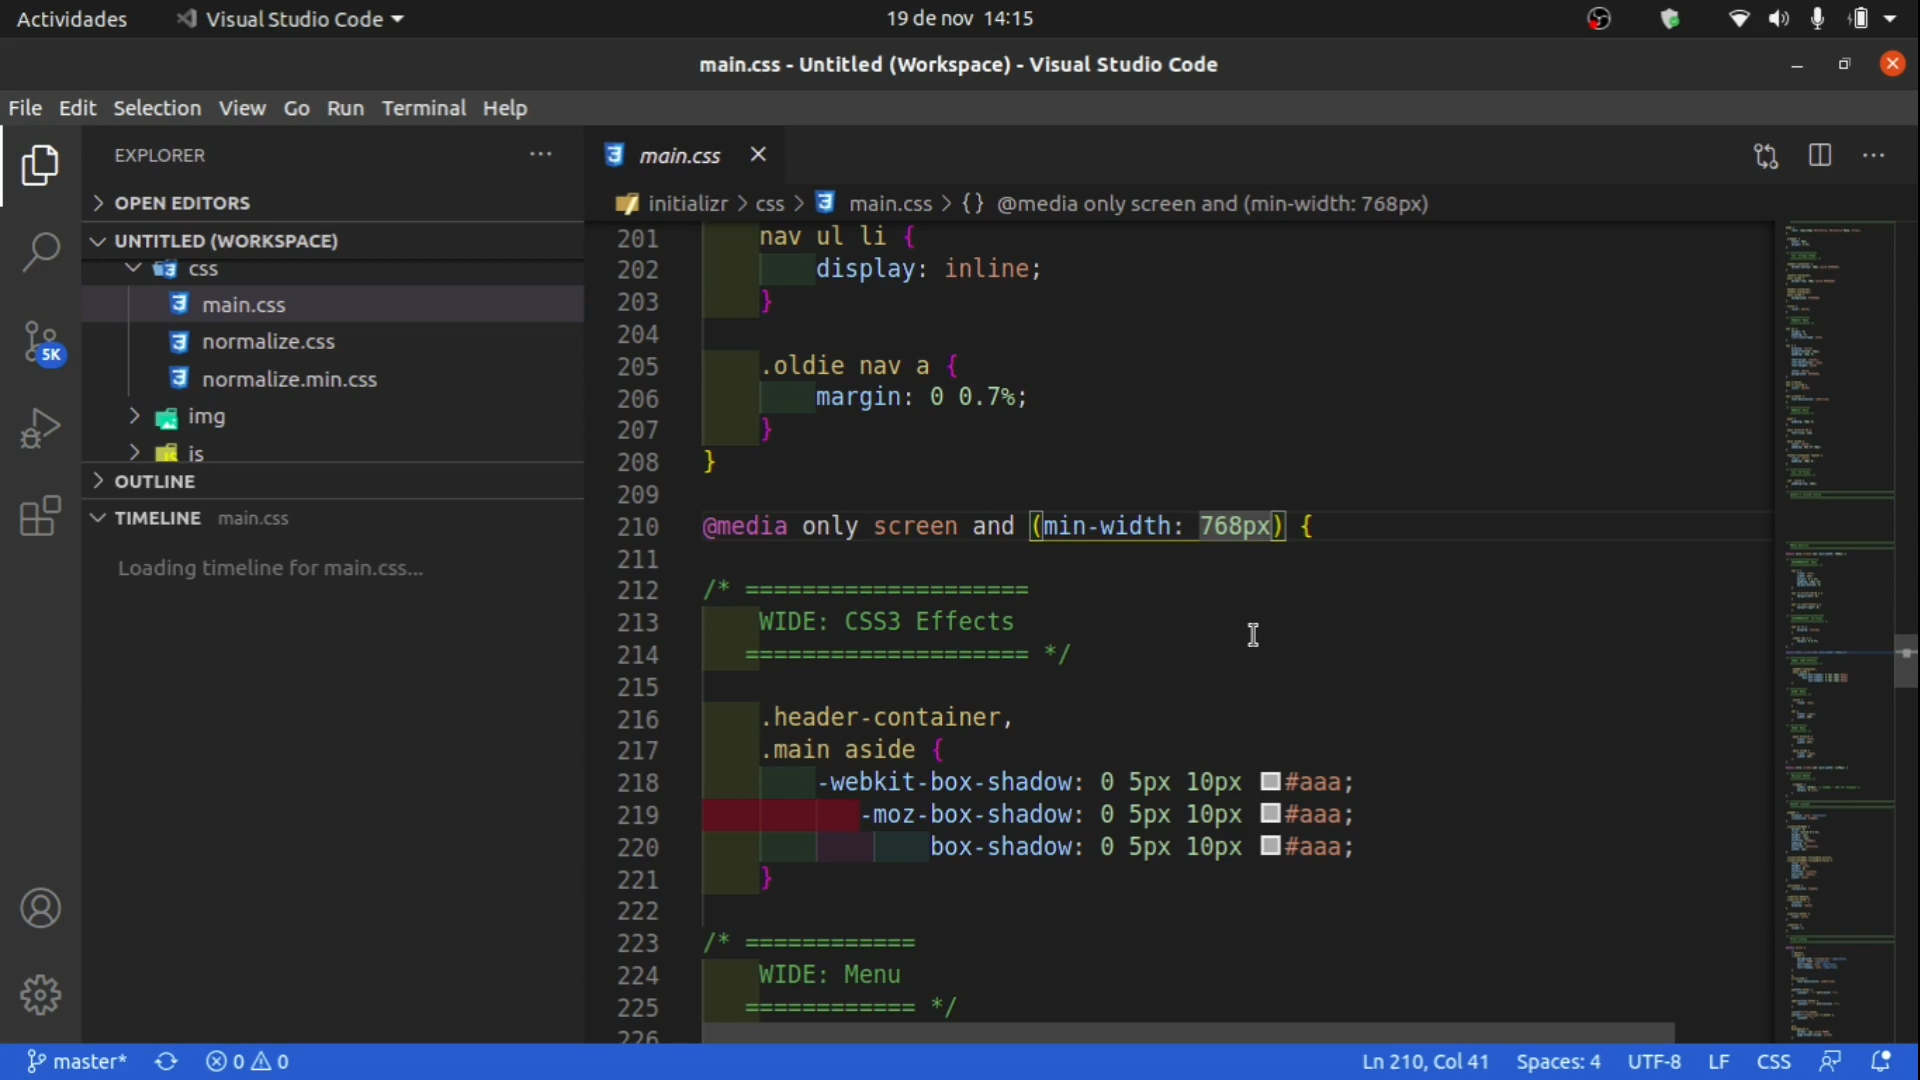 Actividades Visual Studio Code 19 de nov 14:15
main.css - Untitled (Workspace) - Visual Studio Code
File Edit Selection View Go Run Terminal Help
EXPLORER
OPEN EDITORS
UNTITLED (WORKSPACE)
css
main.css
normalize.css
normalize.min.css
img
js
OUTLINE
TIMELINE main.css
Loading timeline for main.css...
5K
main.css
initializr > css > main.css > {} @media only screen and (min-width: 768px)
201 nav ul li {
202 display: inline;
203 }
204
205 .oldie nav a {
206 margin: 0 0.7%;
207 }
208 }
209
210 @media only screen and (min-width: 768px) {
211
212 /* ====================
213 WIDE: CSS3 Effects
214 ==================== */
215
216 .header-container,
217 .main aside {
218 -webkit-box-shadow: 0 5px 10px #aaa;
219 -moz-box-shadow: 0 5px 10px #aaa;
220 box-shadow: 0 5px 10px #aaa;
221 }
222
223 /* ============
224 WIDE: Menu
225 ============ */
226
master* 0 0 Ln 210, Col 41 Spaces: 4 UTF-8 LF CSS